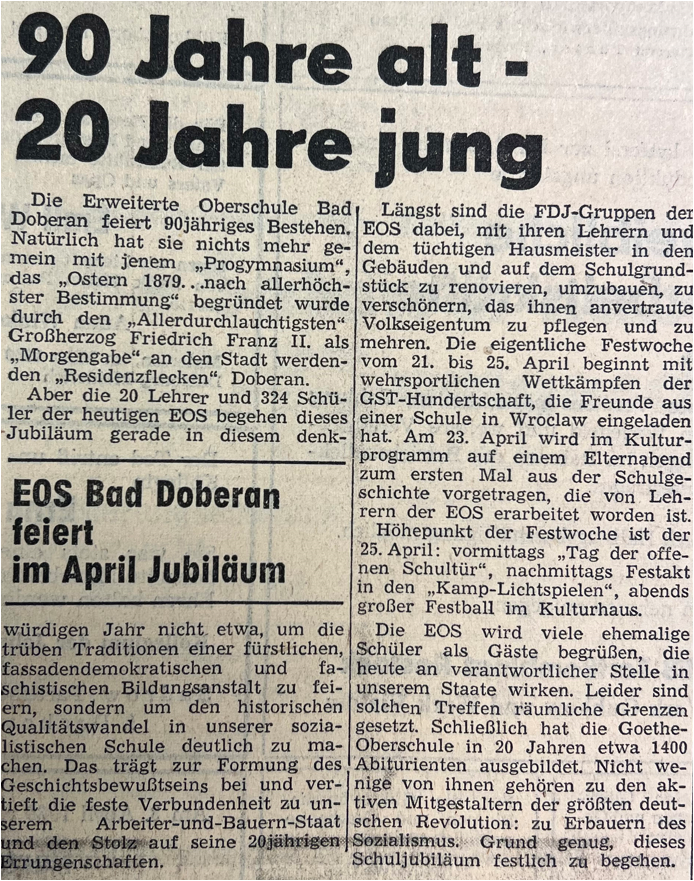 90 Jahre alt -
20 Jahre jung
Die Erweiterte Oberschule Bad
Doberan feiert 90jähriges Bestehen.
Natürlich hat sie nichts mehr ge-
mein mit jenem „Progymnasium“,
das „Ostern 1879...nach allerhöch-
ster Bestimmung“ begründet wurde
durch den „Allerdurchlauchtigsten“
Großherzog Friedrich Franz II. als
„Morgengabe“ an den Stadt werden-
den „Residenzflecken“ Doberan.
Aber die 20 Lehrer und 324 Schü-
ler der heutigen EOS begehen dieses
Jubiläum gerade in diesem denk-
EOS Bad Doberan
feiert
im April Jubiläum
würdigen Jahr nicht etwa, um die
trüben Traditionen einer fürstlichen,
fassadendemokratischen und fa-
schistischen Bildungsanstalt zu fei-
ern, sondern um den historischen
Qualitätswandel in unserer sozia-
listischen Schule deutlich zu ma-
chen. Das trägt zur Formung des
Geschichtsbewußtseins bei und ver-
tieft die feste Verbundenheit zu un-
serem Arbeiter-und-Bauern-Staat
und den Stolz auf seine 20jährigen
Errungenschaften.
Längst sind die FDJ-Gruppen der
EOS dabei, mit ihren Lehrern und
dem tüchtigen Hausmeister in den
Gebäuden und auf dem Schulgrund-
stück zu renovieren, umzubauen, zu
verschönern, das ihnen anvertraute
Volkseigentum zu pflegen und zu
mehren. Die eigentliche Festwoche
vom 21. bis 25. April beginnt mit
wehrsportlichen Wettkämpfen der
GST-Hundertschaft, die Freunde aus
einer Schule in Wroclaw eingeladen
hat. Am 23. April wird im Kultur-
programm auf einem Elternabend
zum ersten Mal aus der Schulge-
schichte vorgetragen, die von Leh-
rern der EOS erarbeitet worden ist.
Höhepunkt der Festwoche ist der
25. April: vormittags „Tag der offe-
nen Schultür“, nachmittags Festakt
in den „Kamp-Lichtspielen“, abends
großer Festball im Kulturhaus.
Die EOS wird viele ehemalige
Schüler als Gäste begrüßen, die
heute an verantwortlicher Stelle in
unserem Staate wirken. Leider sind
solchen Treffen räumliche Grenzen
gesetzt. Schließlich hat die Goethe-
Oberschule in 20 Jahren etwa 1400
Abiturienten ausgebildet. Nicht we-
nige von ihnen gehören zu den ak-
tiven Mitgestaltern der größten deut-
schen Revolution: zu Erbauern des
Sozialismus. Grund genug, dieses
Schuljubiläum festlich zu begehen.